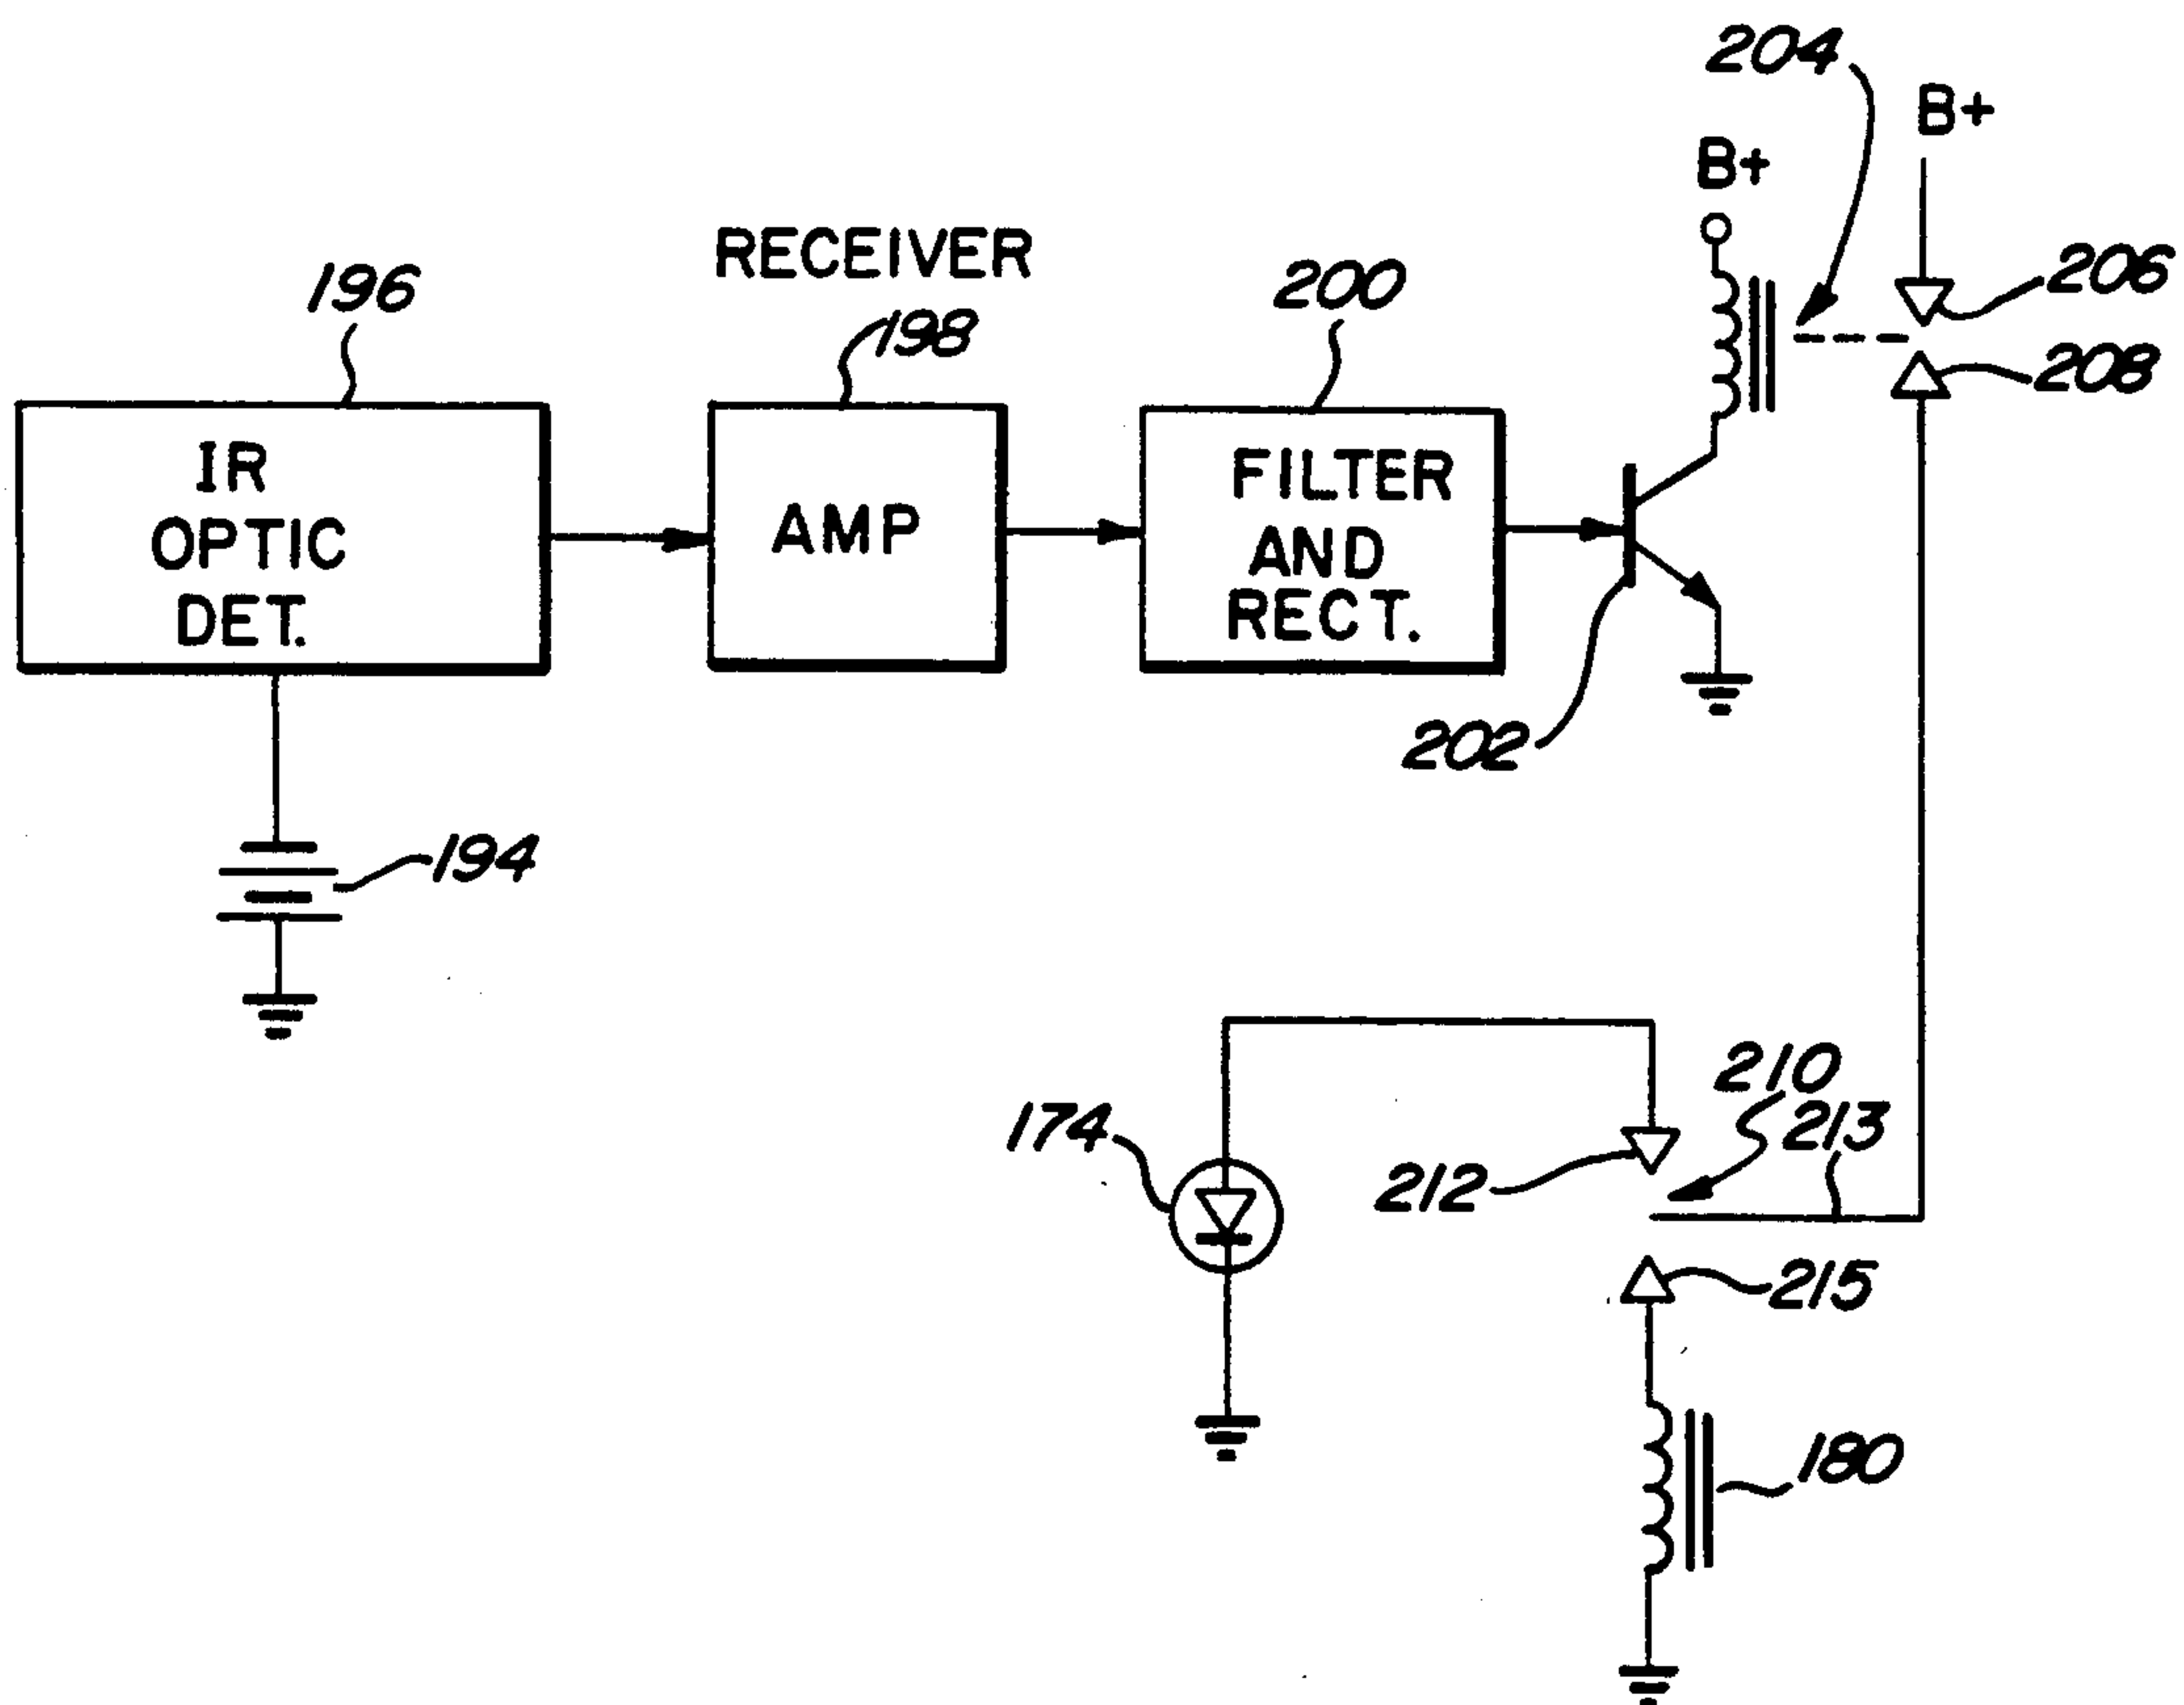 204
B+
B+
RECEIVER
196
198
200
206
208
IR
OPTIC
DET.
AMP
FILTER
AND
RECT.
202
194
210
213
174
212
215
180